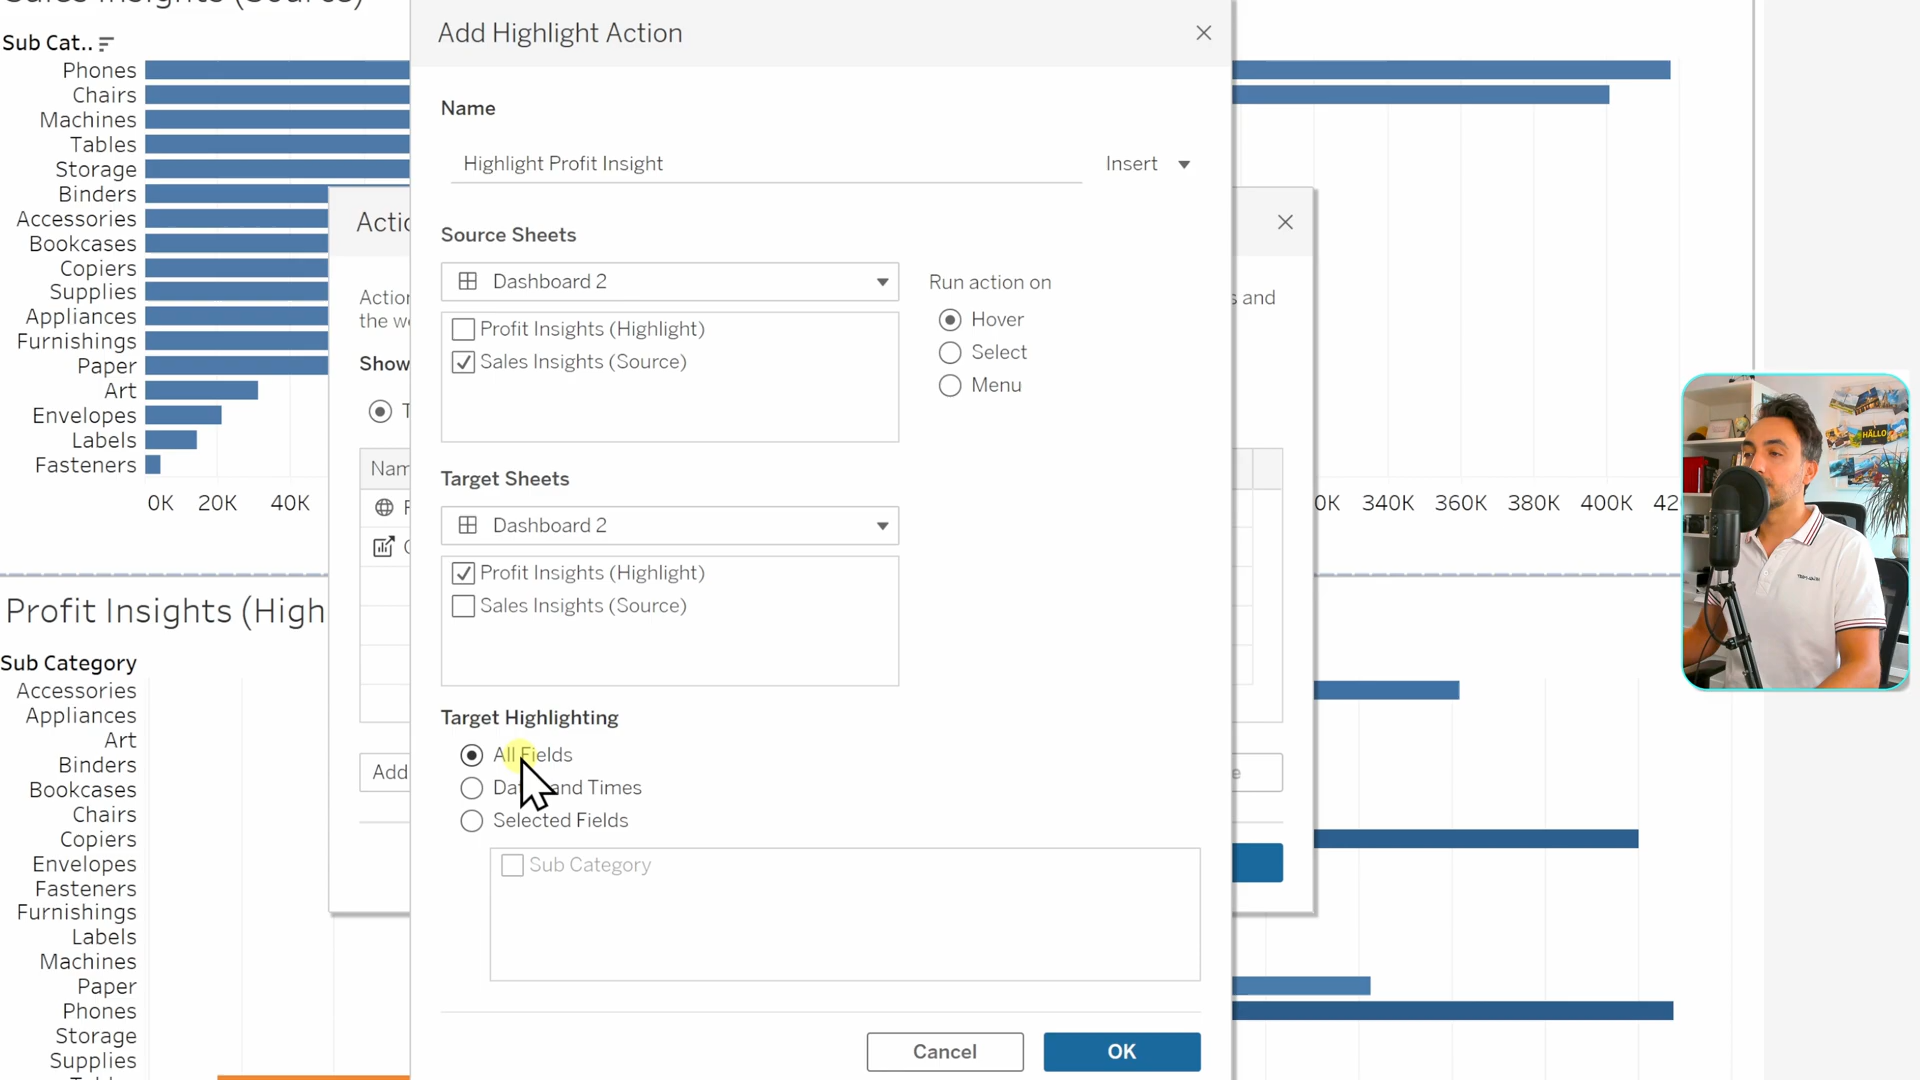 Sales Insights (Source)
Sub Cat..
Phones
Chairs
Machines
Tables
Storage
Binders
Accessories
Bookcases
Copiers
Supplies
Appliances
Furnishings
Paper
Art
Envelopes
Labels
Fasteners
0K 20K 40K
340K 360K 380K 400K
Profit Insights (High
Sub Category
Accessories
Appliances
Art
Binders
Bookcases
Chairs
Copiers
Envelopes
Fasteners
Furnishings
Labels
Machines
Paper
Phones
Storage
Supplies
Add Highlight Action
Name
Highlight Profit Insight
Insert
Source Sheets
Dashboard 2
Profit Insights (Highlight)
Sales Insights (Source)
Run action on
Hover
Select
Menu
Target Sheets
Dashboard 2
Profit Insights (Highlight)
Sales Insights (Source)
Target Highlighting
All Fields
and Times
Selected Fields
Sub Category
Cancel
OK
and
Show
Add
HÄLLO